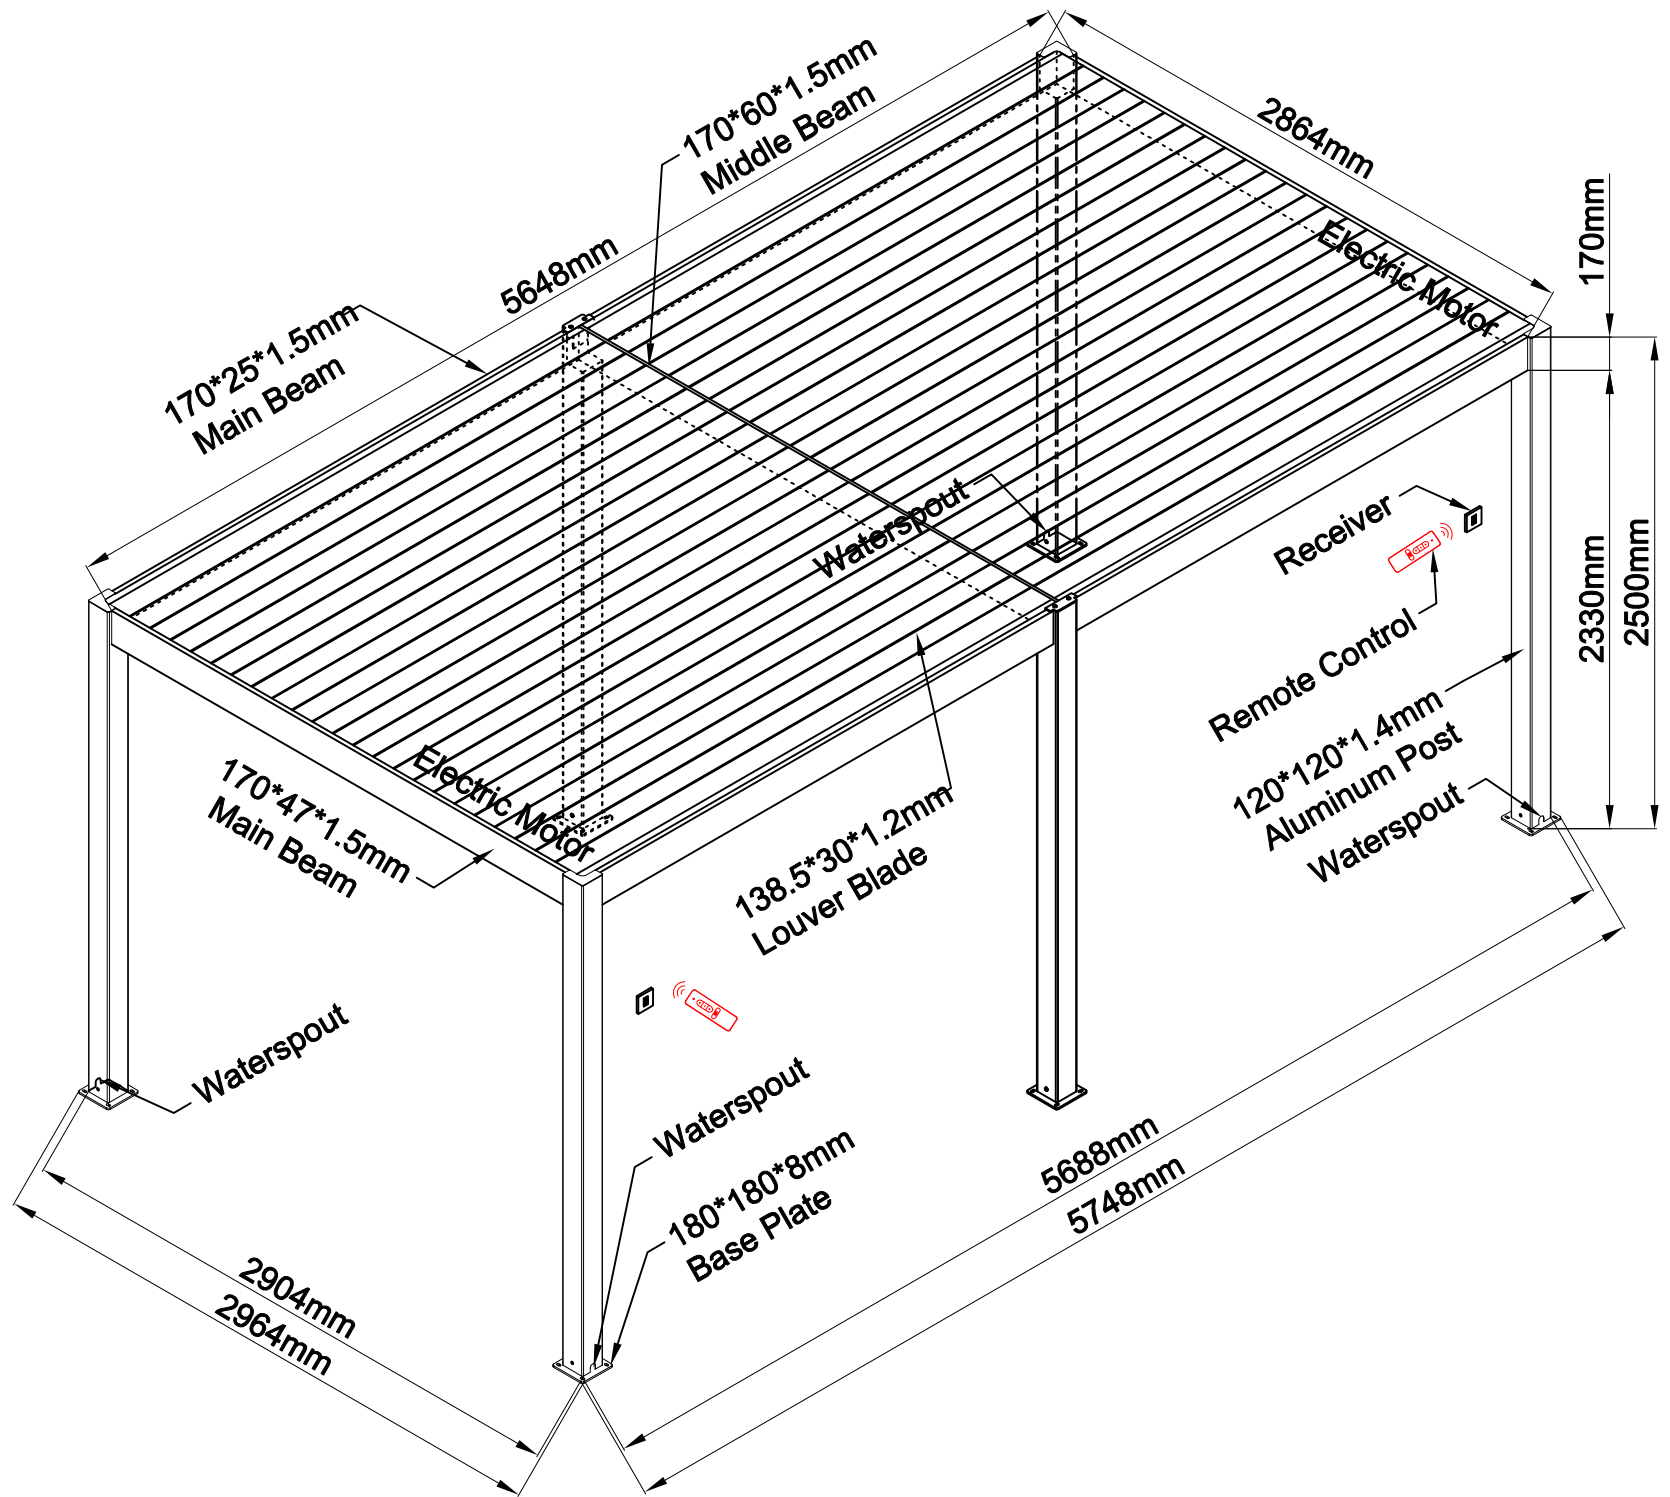 170*60*1.5mm
Middle Beam
2864mm
170mm
5648mm
Electric Motor
170*25*1.5mm
Main Beam
Waterspout
Receiver
2330mm
2500mm
Remote Control
120*120*1.4mm
Aluminum Post
Waterspout
Electric Motor
170*47*1.5mm
Main Beam
138.5*30*1.2mm
Louver Blade
Waterspout
Waterspout
180*180*8mm
Base Plate
5688mm
5748mm
2904mm
2964mm